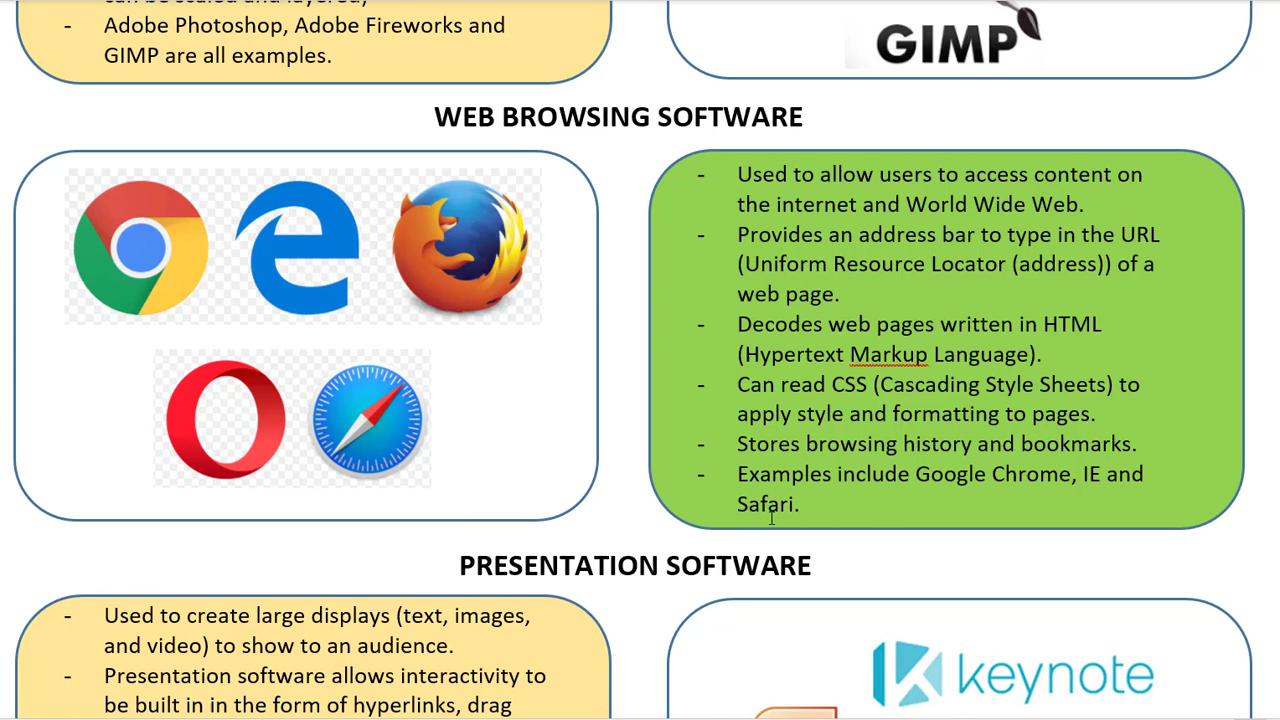 can be scaled and layered,
- Adobe Photoshop, Adobe Fireworks and
GIMP are all examples.
GIMP
WEB BROWSING SOFTWARE
- Used to allow users to access content on
the internet and World Wide Web.
- Provides an address bar to type in the URL
(Uniform Resource Locator (address)) of a
web page.
- Decodes web pages written in HTML
(Hypertext Markup Language).
- Can read CSS (Cascading Style Sheets) to
apply style and formatting to pages.
- Stores browsing history and bookmarks.
- Examples include Google Chrome, IE and
Safari.
PRESENTATION SOFTWARE
- Used to create large displays (text, images,
and video) to show to an audience.
- Presentation software allows interactivity to
be built in in the form of hyperlinks, drag
keynote